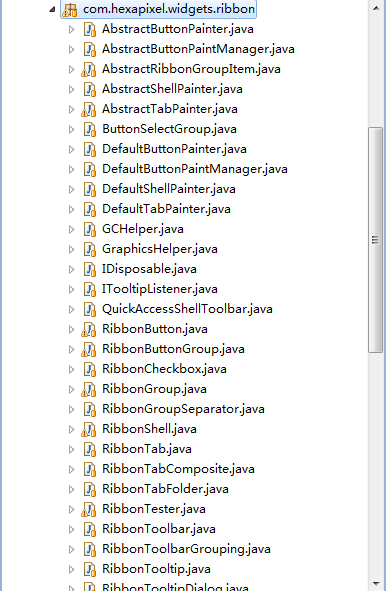 com.hexapixel.widgets.ribbon
AbstractButtonPainter.java
AbstractButtonPaintManager.java
AbstractRibbonGroupItem.java
AbstractShellPainter.java
AbstractTabPainter.java
ButtonSelectGroup.java
DefaultButtonPainter.java
DefaultButtonPaintManager.java
DefaultShellPainter.java
DefaultTabPainter.java
GCHelper.java
GraphicsHelper.java
IDisposable.java
ITooltipListener.java
QuickAccessShellToolbar.java
RibbonButton.java
RibbonButtonGroup.java
RibbonCheckbox.java
RibbonGroup.java
RibbonGroupSeparator.java
RibbonShell.java
RibbonTab.java
RibbonTabComposite.java
RibbonTabFolder.java
RibbonTester.java
RibbonToolbar.java
RibbonToolbarGrouping.java
RibbonTooltip.java
RibbonTooltipDialog.java